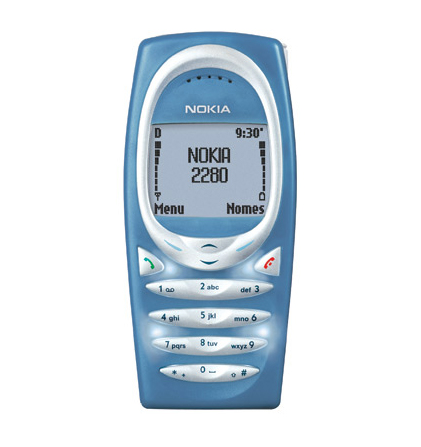 NOKIA
D 9:30
NOKIA
2280
Menu Nomes
1 2 abc def 3
4 ghi 5 jkl mno 6
7 pqrs 8 tuv wxyz 9
* + 0 #